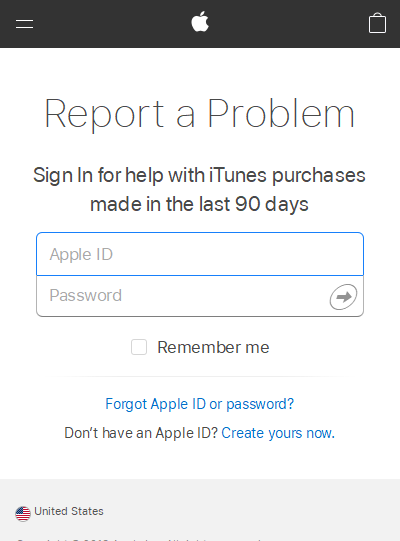 Report a Problem
Sign In for help with iTunes purchases
made in the last 90 days
Apple ID
Password
Remember me
Forgot Apple ID or password?
Don’t have an Apple ID? Create yours now.
United States